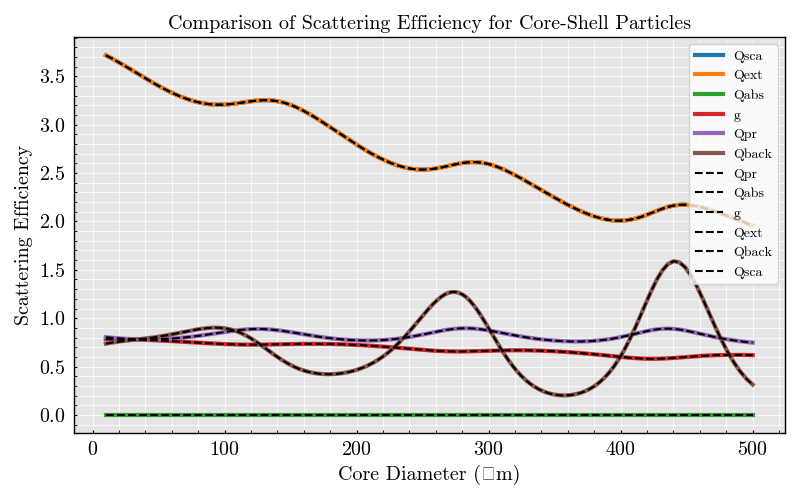 Comparison of Scattering Efficiency for Core-Shell Particles
Scattering Efficiency
3.5
3.0
2.5
2.0
1.5
1.0
0.5
0.0
Qsca
Qext
Qabs
g
Qpr
Qback
Qpr
Qabs
g
Qext
Qback
Qsca
0 100 200 300 400 500
Core Diameter (□m)